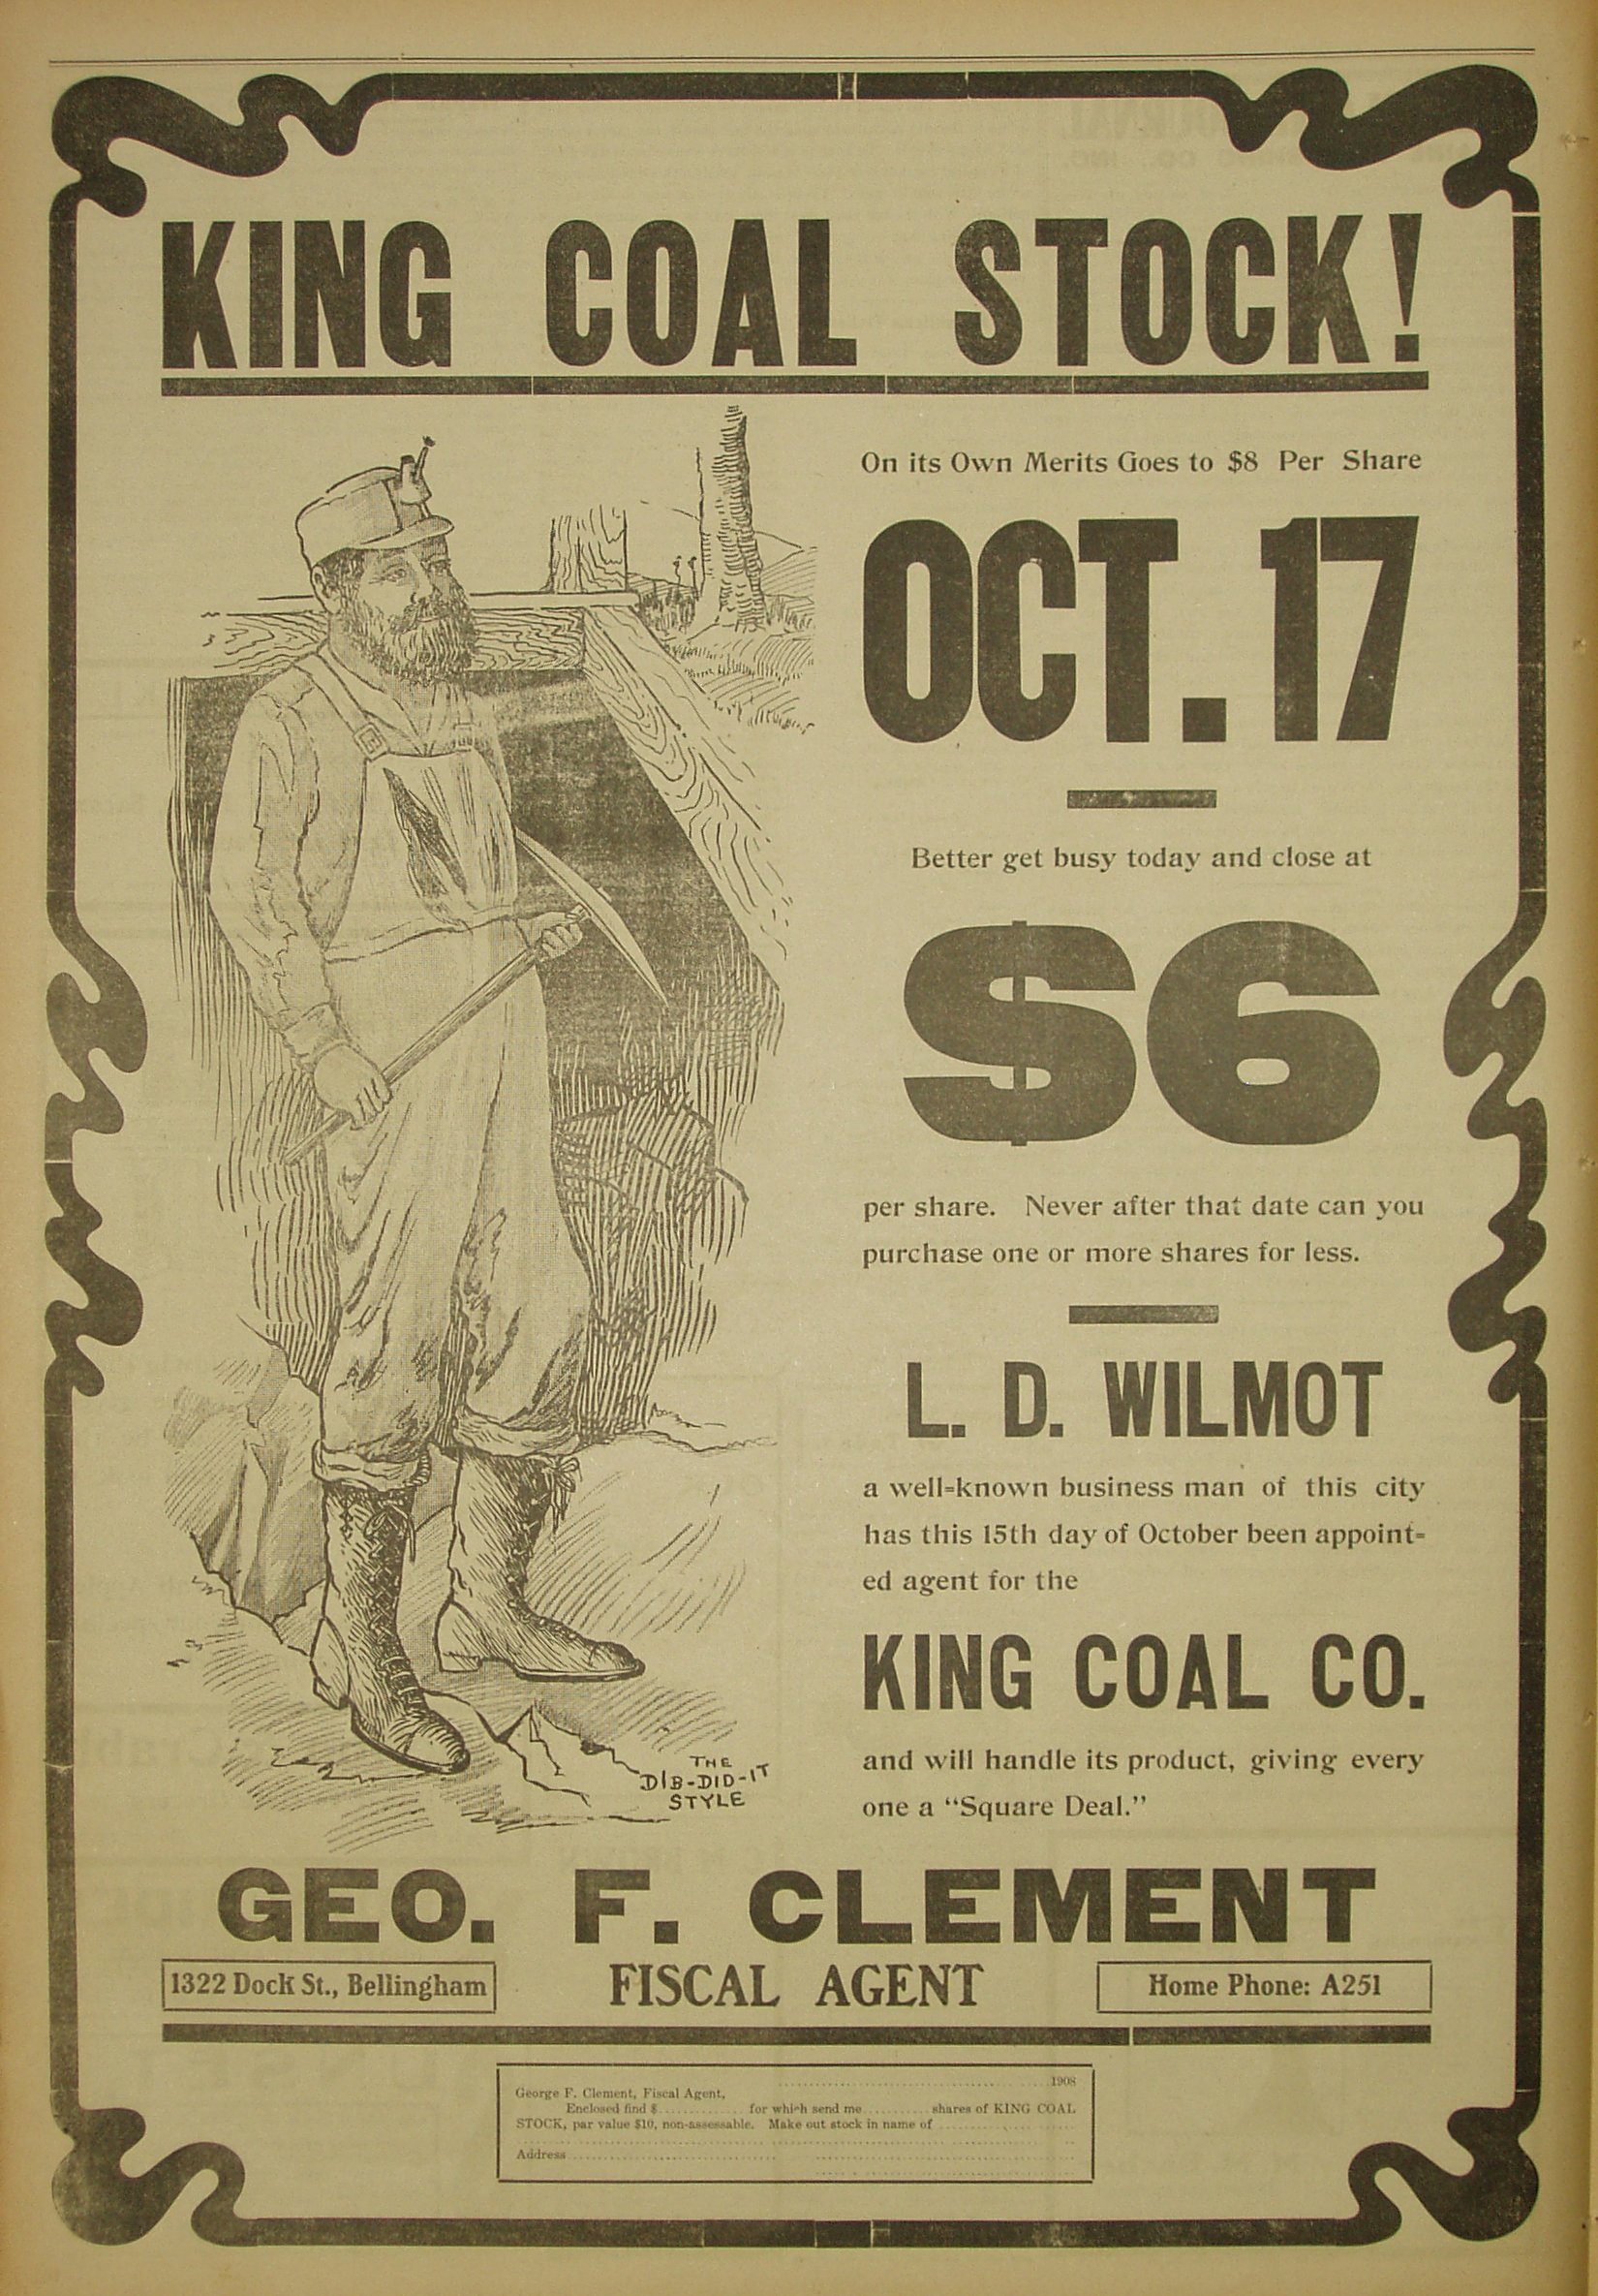 KING COAL STOCK!
On its Own Merits Goes to $8 Per Share
OCT. 17
Better get busy today and close at
$6
per share. Never after that date can you
purchase one or more shares for less.
L. D. WILMOT
a well-known business man of this city
has this 15th day of October been appoint-
ed agent for the
KING COAL CO.
and will handle its product, giving every
one a "Square Deal."
THE
DIB-DID-IT
STYLE
GEO. F. CLEMENT
1322 Dock St., Bellingham
FISCAL AGENT
Home Phone: A251
1908
George F. Clement, Fiscal Agent,
Enclosed find $ for which send me shares of KING COAL
STOCK, par value $10, non-assessable. Make out stock in name of
Address